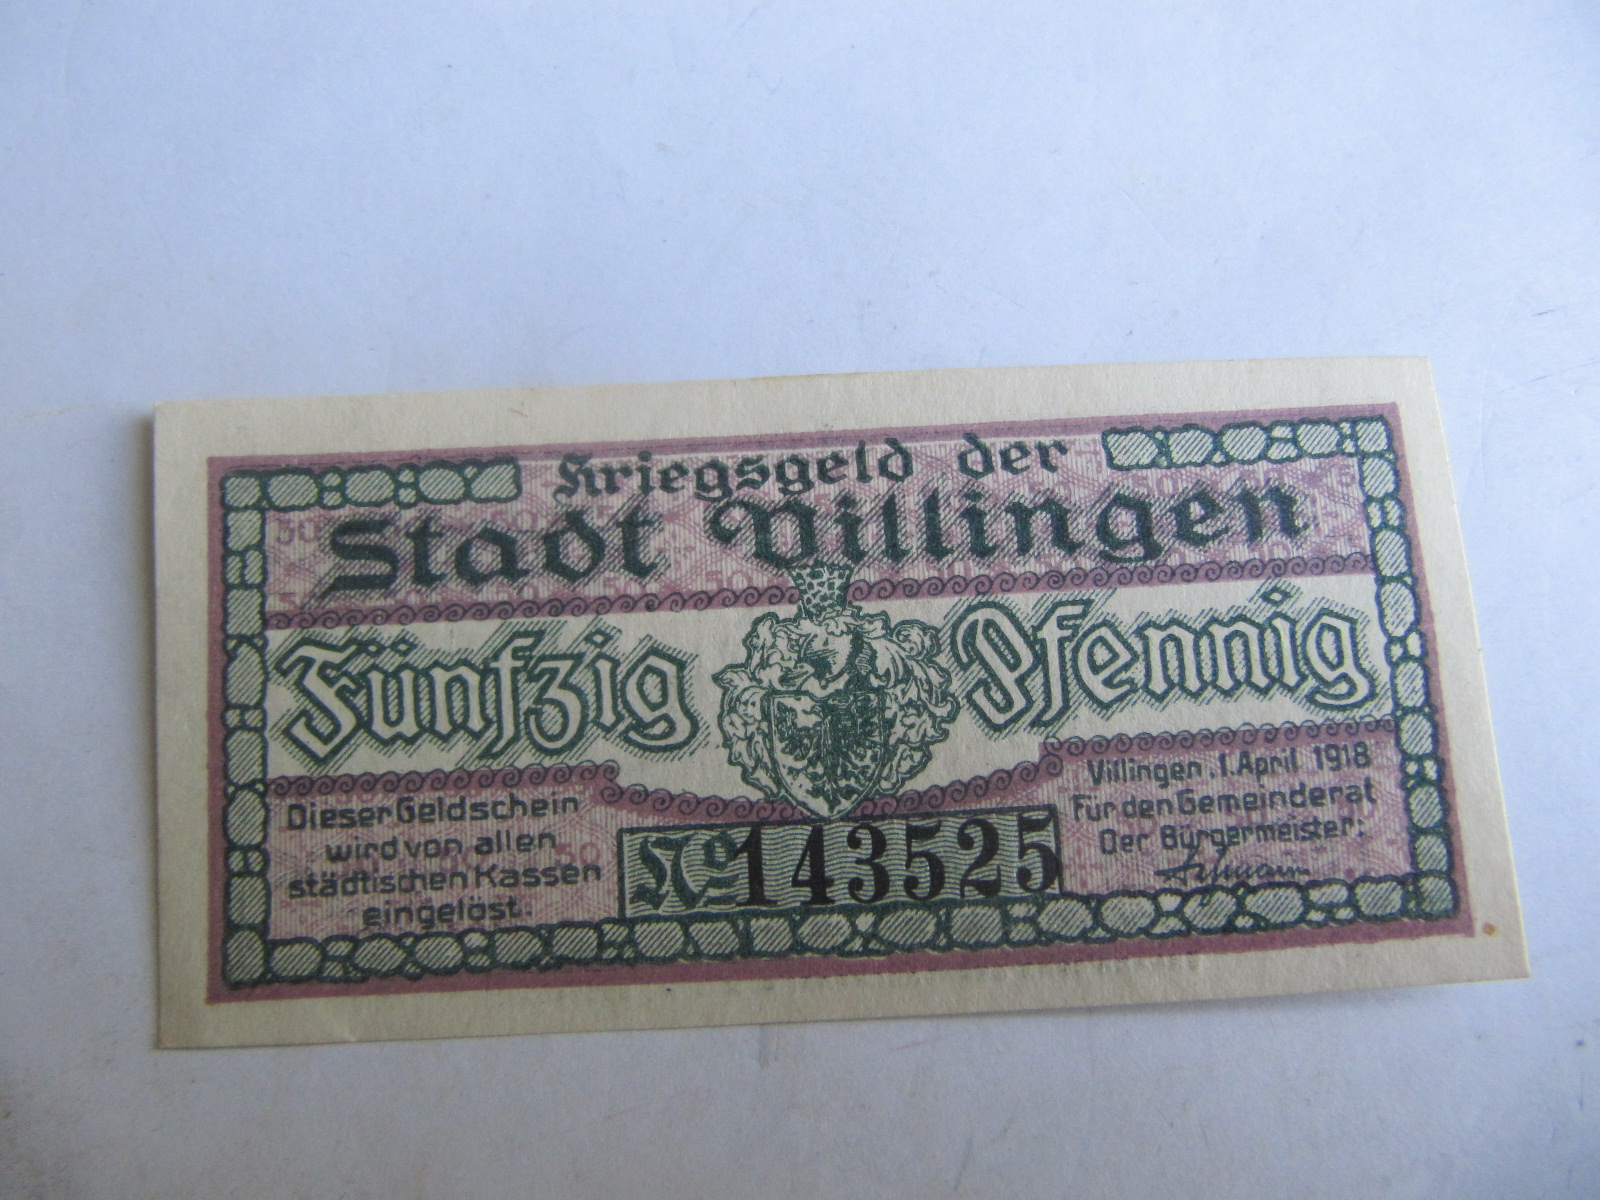 Kriegsgeld der
Stadt Villingen
Fünfzig Pfennig
Dieser Geldschein
wird von allen
städtischen Kassen
eingelöst.
No 143525
Villingen, 1. April 1918
Für den Gemeinderat
Der Bürgermeister: